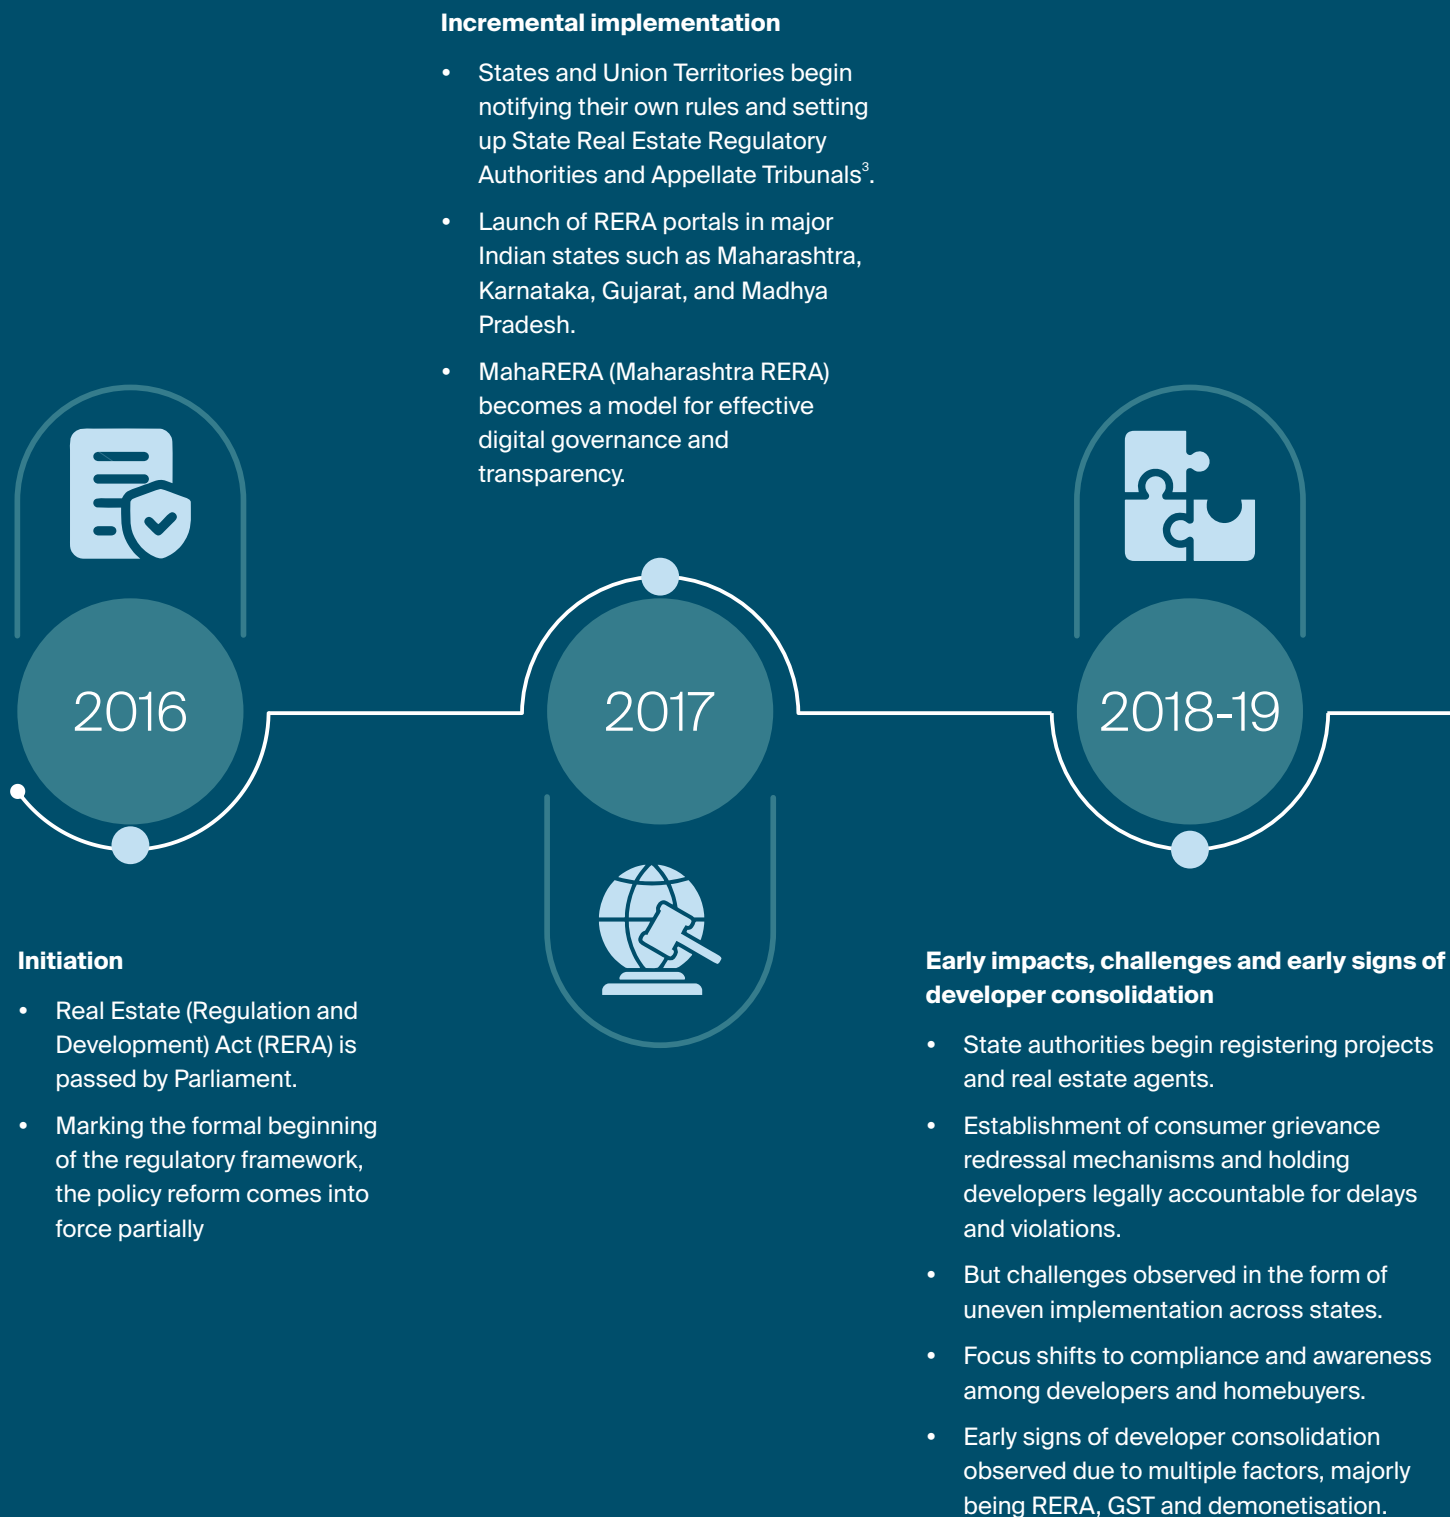 Incremental implementation
• States and Union Territories begin
notifying their own rules and setting
up State Real Estate Regulatory
Authorities and Appellate Tribunals³.
• Launch of RERA portals in major
Indian states such as Maharashtra,
Karnataka, Gujarat, and Madhya
Pradesh.
• MahaRERA (Maharashtra RERA)
becomes a model for effective
digital governance and
transparency.
2016
2017
2018-19
Initiation
• Real Estate (Regulation and
Development) Act (RERA) is
passed by Parliament.
• Marking the formal beginning
of the regulatory framework,
the policy reform comes into
force partially
Early impacts, challenges and early signs of
developer consolidation
• State authorities begin registering projects
and real estate agents.
• Establishment of consumer grievance
redressal mechanisms and holding
developers legally accountable for delays
and violations.
• But challenges observed in the form of
uneven implementation across states.
• Focus shifts to compliance and awareness
among developers and homebuyers.
• Early signs of developer consolidation
observed due to multiple factors, majorly
being RERA, GST and demonetisation.